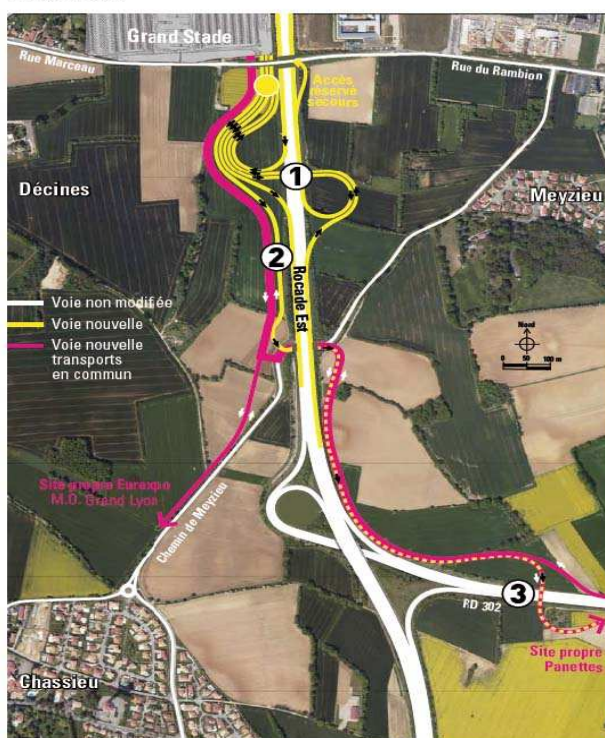 Grand Stade
Rue Marceau
Accès
réservé
secours
Rue du Rambion
Décines
1
Meyzieu
2
Rocade Est
Voie non modifiée
Voie nouvelle
Voie nouvelle
transports
en commun
Nord
0 50 100 m
Site propre Eurexpo
M.O. Grand Lyon
Chemin de Meyzieu
3
RD 302
Site propre
Panettes
Chassieu